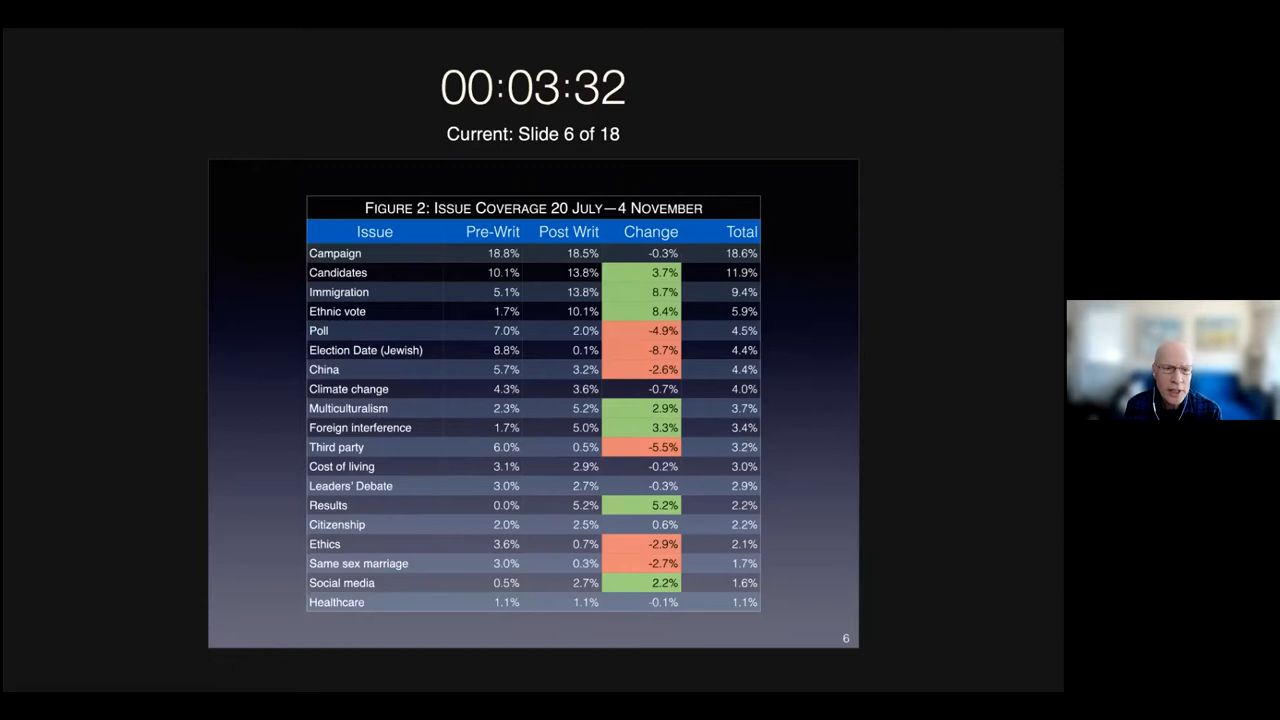 00:03:32
Current: Slide 6 of 18
FIGURE 2: ISSUE COVERAGE 20 JULY—4 NOVEMBER
Issue Pre-Writ Post Writ Change Total
Campaign 18.8% 18.5% -0.3% 18.6%
Candidates 10.1% 13.8% 3.7% 11.9%
Immigration 5.1% 13.8% 8.7% 9.4%
Ethnic vote 1.7% 10.1% 8.4% 5.9%
Poll 7.0% 2.0% -4.9% 4.5%
Election Date (Jewish) 8.8% 0.1% -8.7% 4.4%
China 5.7% 3.2% -2.6% 4.4%
Climate change 4.3% 3.6% -0.7% 4.0%
Multiculturalism 2.3% 5.2% 2.9% 3.7%
Foreign interference 1.7% 5.0% 3.3% 3.4%
Third party 6.0% 0.5% -5.5% 3.2%
Cost of living 3.1% 2.9% -0.2% 3.0%
Leaders' Debate 3.0% 2.7% -0.3% 2.9%
Results 0.0% 5.2% 5.2% 2.2%
Citizenship 2.0% 2.5% 0.6% 2.2%
Ethics 3.6% 0.7% -2.9% 2.1%
Same sex marriage 3.0% 0.3% -2.7% 1.7%
Social media 0.5% 2.7% 2.2% 1.6%
Healthcare 1.1% 1.1% -0.1% 1.1%
6